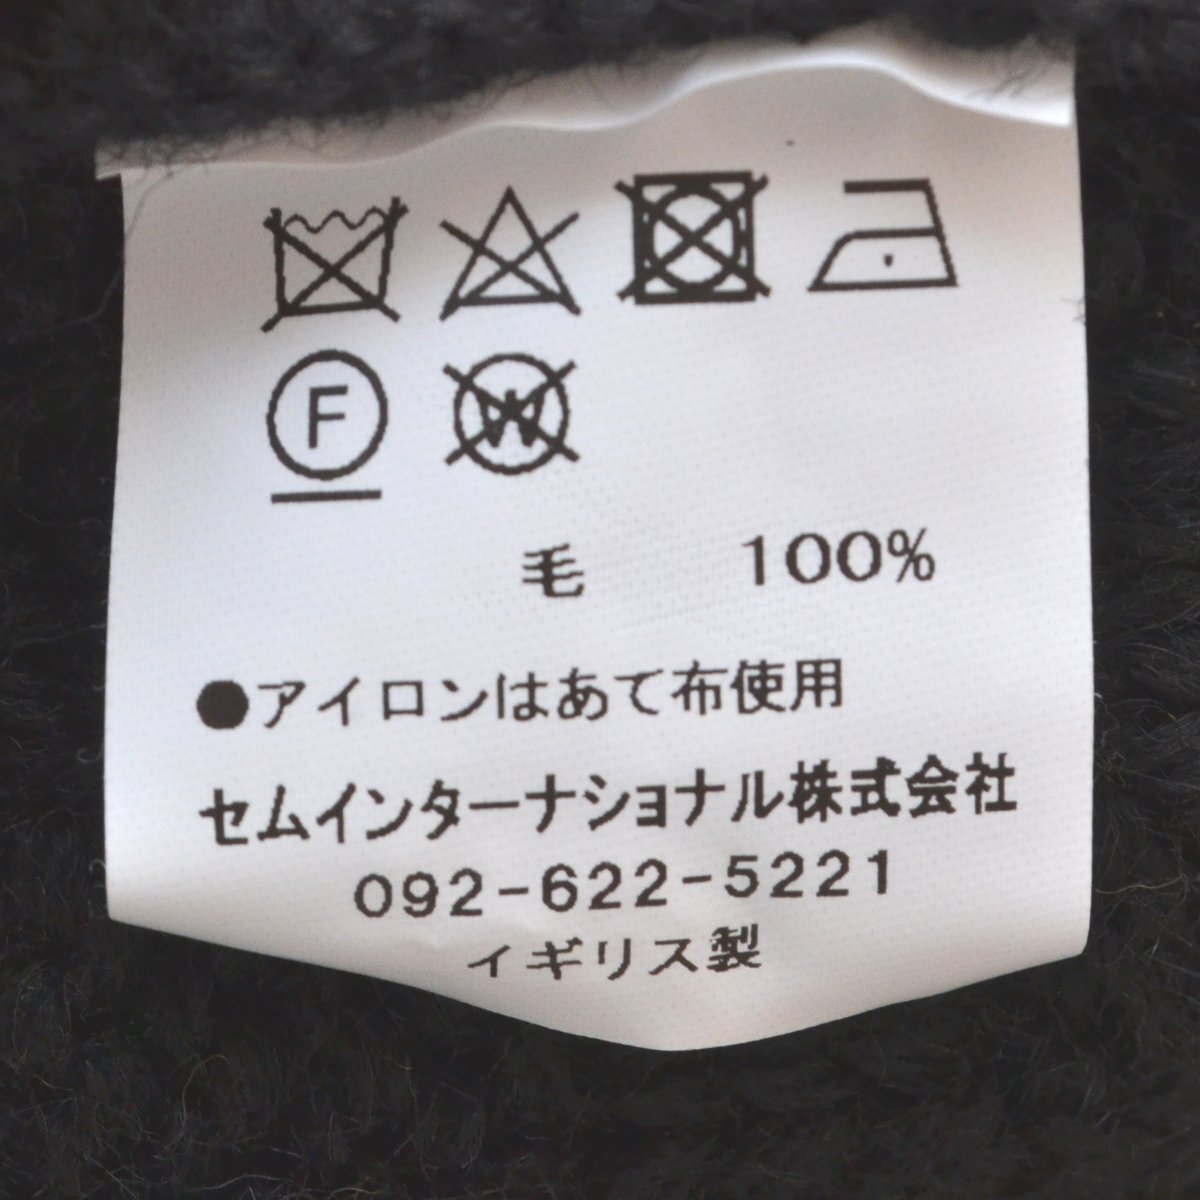 F W
毛 100%
●アイロンはあて布使用
セムインターナショナル株式会社
092-622-5221
イギリス製